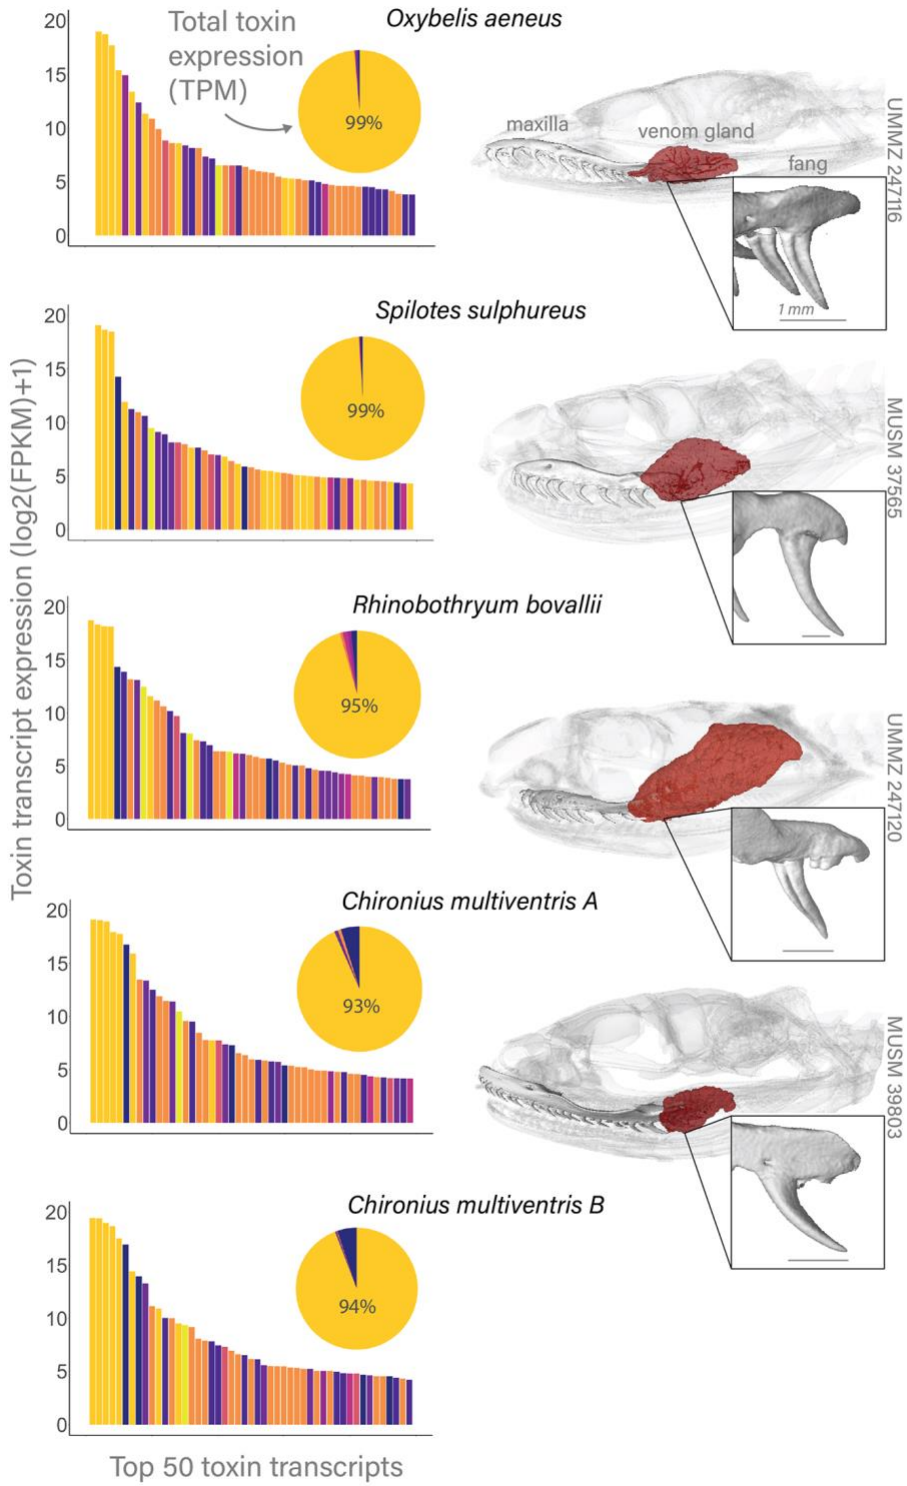 Toxin transcript expression (log2(FPKM)+1)
Oxybelis aeneus
20
15
10
5
0
Total toxin
expression
(TPM)
99%
maxilla
venom gland
fang
1 mm
UMMZ 247116
Spilotes sulphureus
20
15
10
5
0
99%
MUSM 37565
Rhinobothryum bovallii
20
15
10
5
0
95%
UMMZ 247120
Chironius multiventris A
20
15
10
5
0
93%
MUSM 39803
Chironius multiventris B
20
15
10
5
0
94%
Top 50 toxin transcripts